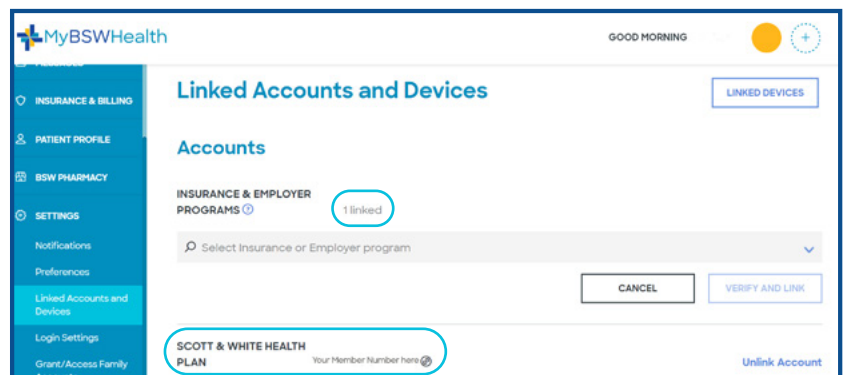 MyBSWHealth
GOOD MORNING
INSURANCE & BILLING
PATIENT PROFILE
BSW PHARMACY
SETTINGS
Notifications
Preferences
Linked Accounts and
Devices
Login Settings
Grant/Access Family
Linked Accounts and Devices
LINKED DEVICES
Accounts
INSURANCE & EMPLOYER
PROGRAMS
1 linked
Select Insurance or Employer program
CANCEL
VERIFY AND LINK
SCOTT & WHITE HEALTH
PLAN
Your Member Number here
Unlink Account